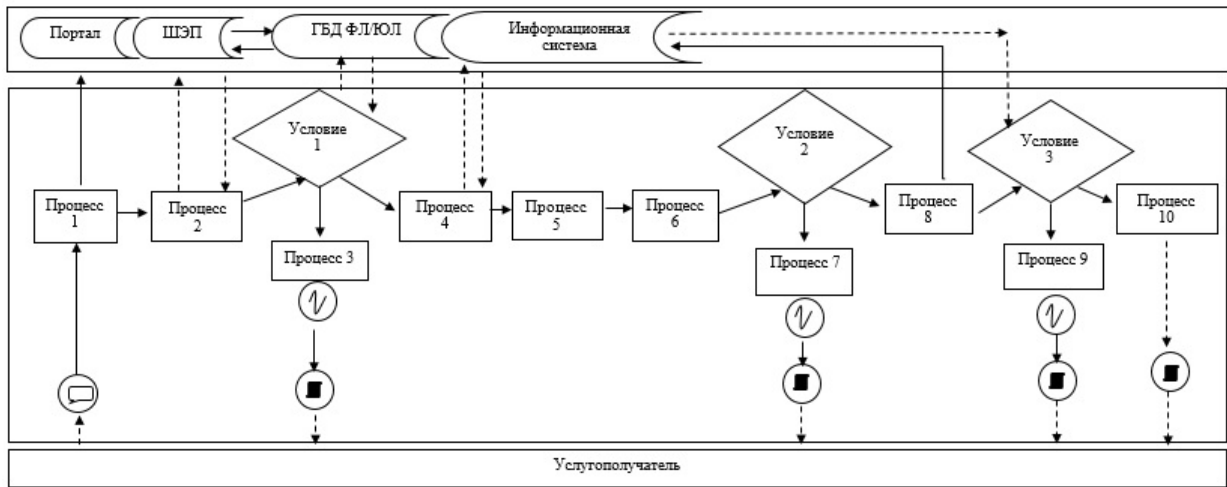 Портал
ШЭП
ГБД ФЛ/ЮЛ
Информационная
система
Условие
1
Условие
2
Условие
3
Процесс
1
Процесс
2
Процесс
4
Процесс
5
Процесс
6
Процесс
8
Процесс
10
Процесс 3
Процесс 7
Процесс 9
Услугополучатель